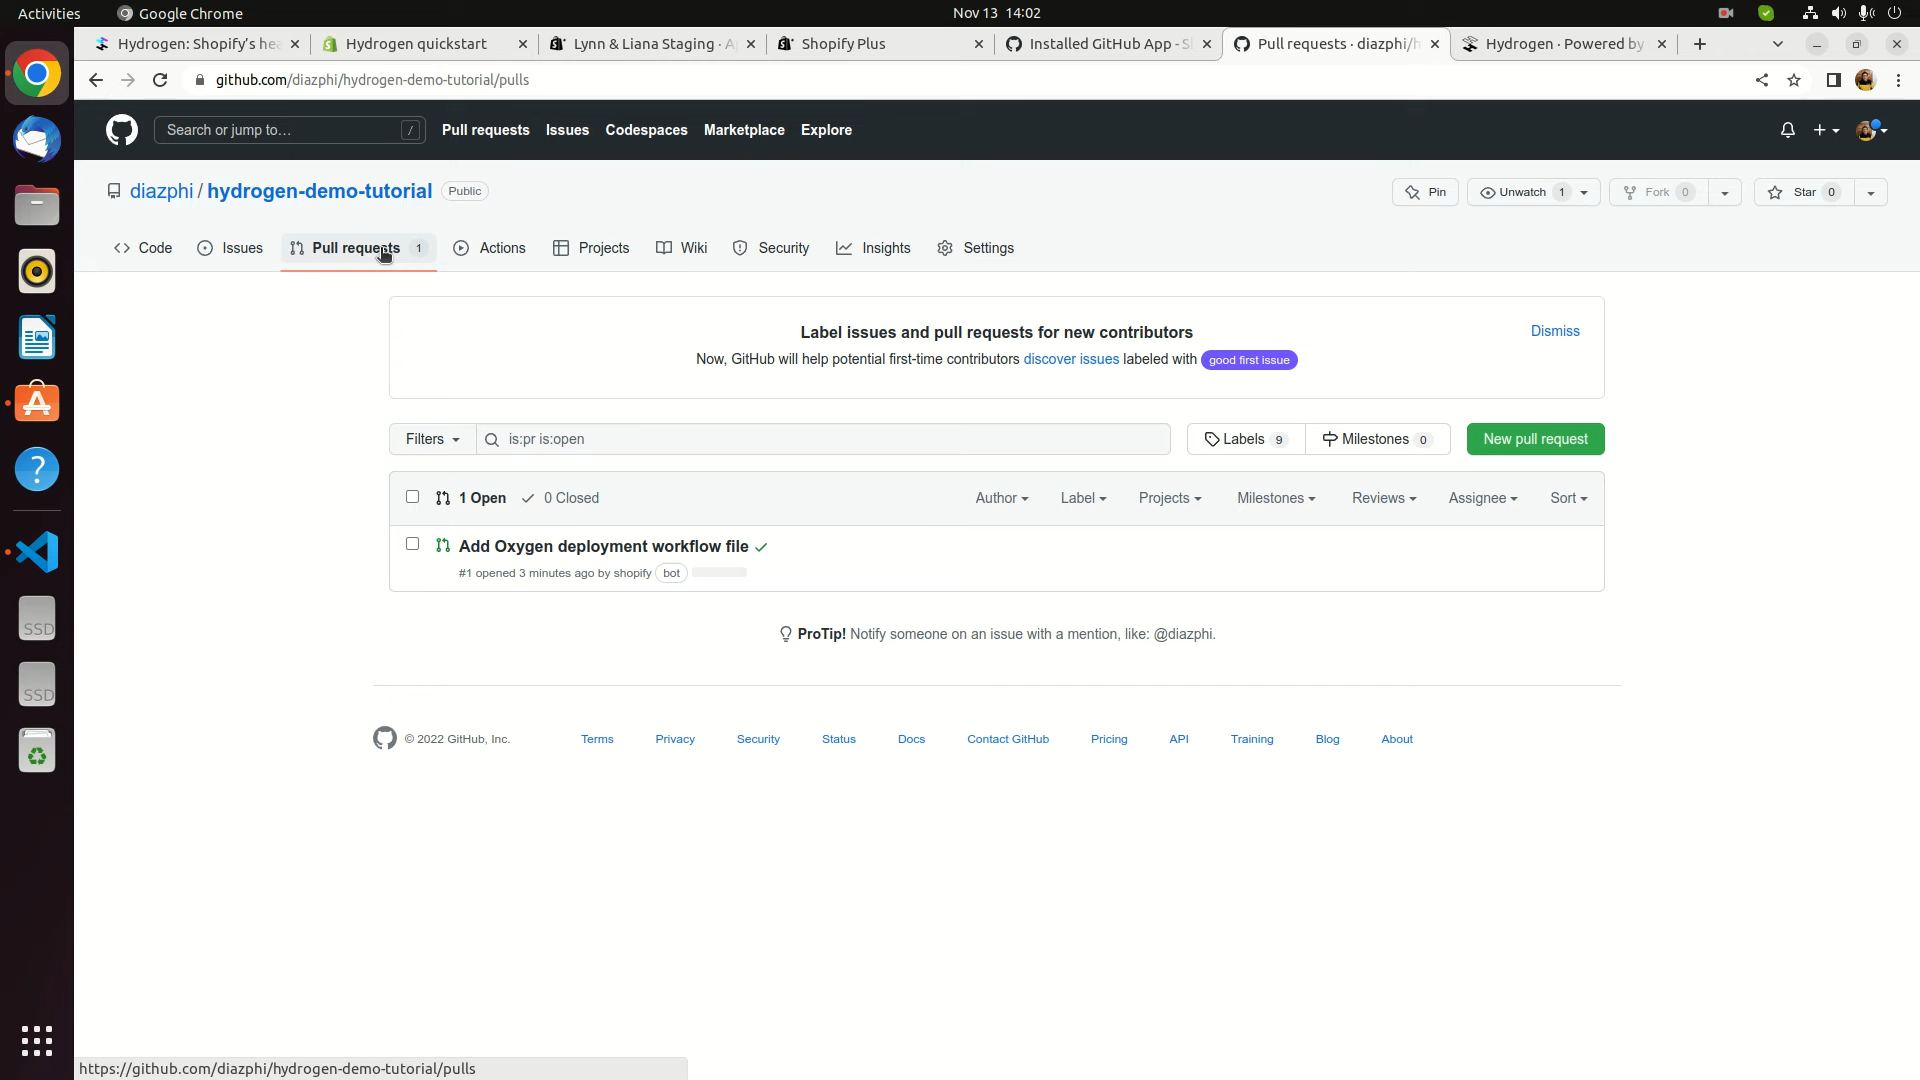 Activities
Google Chrome
Nov 13 14:02
Hydrogen: Shopify's hea
Hydrogen quickstart
Lynn & Liana Staging · A
Shopify Plus
Installed GitHub App - S
Pull requests · diazphi/h
Hydrogen · Powered by
github.com/diazphi/hydrogen-demo-tutorial/pulls
Search or jump to…
/
Pull requests
Issues
Codespaces
Marketplace
Explore
diazphi / hydrogen-demo-tutorial
Public
Pin
Unwatch 1
Fork 0
Star 0
Code
Issues
Pull requests 1
Actions
Projects
Wiki
Security
Insights
Settings
Label issues and pull requests for new contributors
Dismiss
Now, GitHub will help potential first-time contributors discover issues labeled with good first issue
Filters
is:pr is:open
Labels 9
Milestones 0
New pull request
1 Open
0 Closed
Author
Label
Projects
Milestones
Reviews
Assignee
Sort
Add Oxygen deployment workflow file
#1 opened 3 minutes ago by shopify bot
ProTip! Notify someone on an issue with a mention, like: @diazphi.
© 2022 GitHub, Inc.
Terms
Privacy
Security
Status
Docs
Contact GitHub
Pricing
API
Training
Blog
About
SSD
SSD
https://github.com/diazphi/hydrogen-demo-tutorial/pulls